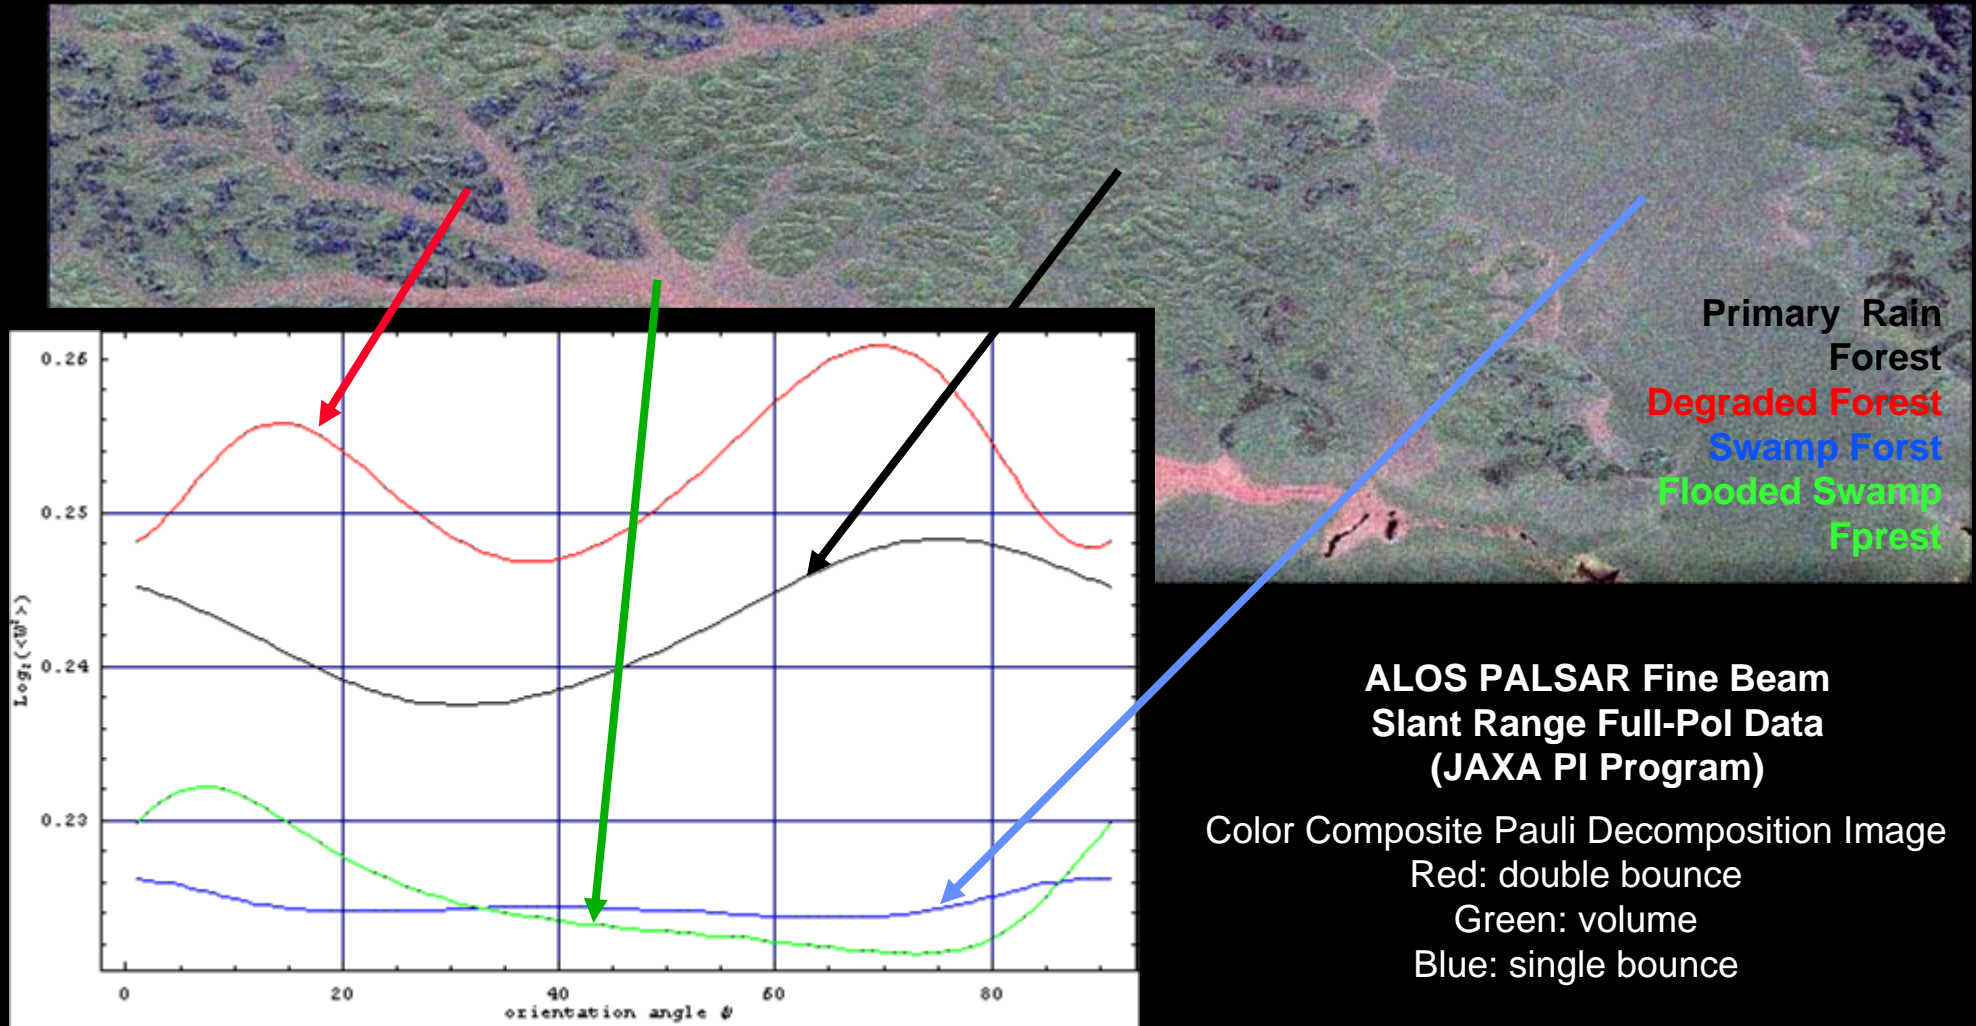 Primary Rain
Forest
Degraded Forest
Swamp Forst
Flooded Swamp
Fprest
0.26
0.25
0.24
0.23
Log₂(<W²>)
0 20 40 60 80
orientation angle ψ
ALOS PALSAR Fine Beam
Slant Range Full-Pol Data
(JAXA PI Program)
Color Composite Pauli Decomposition Image
Red: double bounce
Green: volume
Blue: single bounce